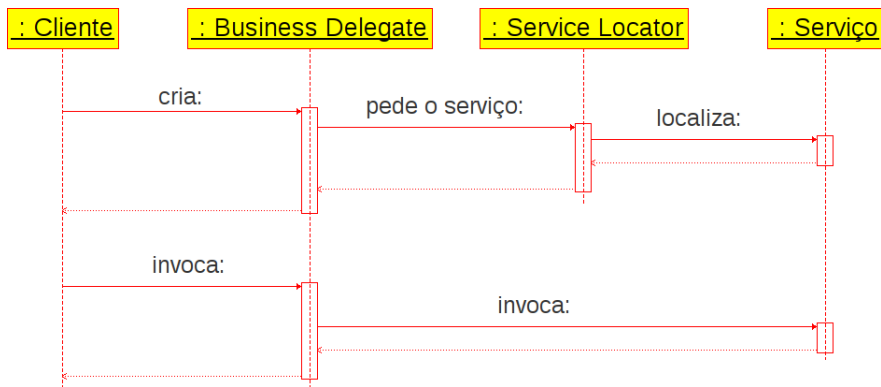 : Cliente
: Business Delegate
: Service Locator
: Serviço
cria:
pede o serviço:
localiza:
invoca:
invoca: